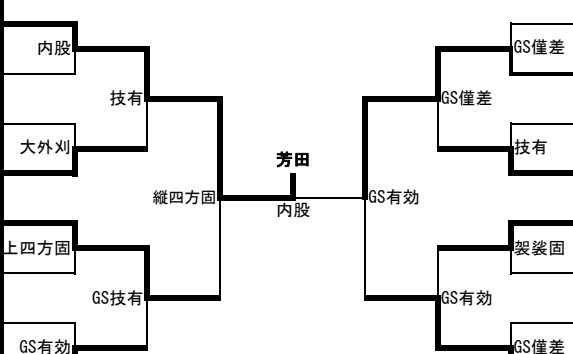 内股
技有
大外刈
縦四方固
上四方固
GS技有
GS有効
芳田
内股
GS僅差
GS僅差
技有
GS有効
袈裟固
GS有効
GS僅差